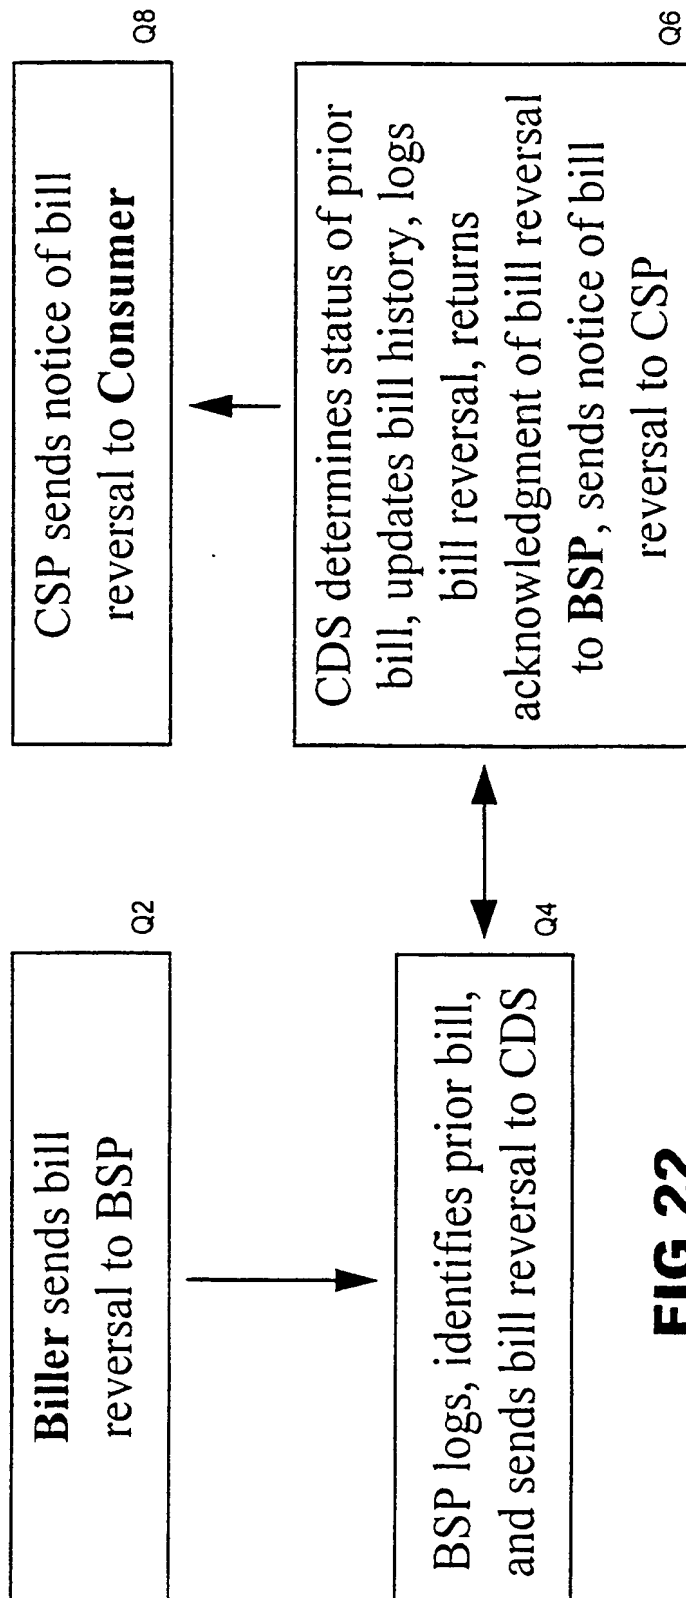 Biller sends bill
reversal to BSP
Q2
BSP logs, identifies prior bill,
and sends bill reversal to CDS
Q4
CDS determines status of prior
bill, updates bill history, logs
bill reversal, returns
acknowledgment of bill reversal
to BSP, sends notice of bill
reversal to CSP
Q6
CSP sends notice of bill
reversal to Consumer
Q8
FIG 22